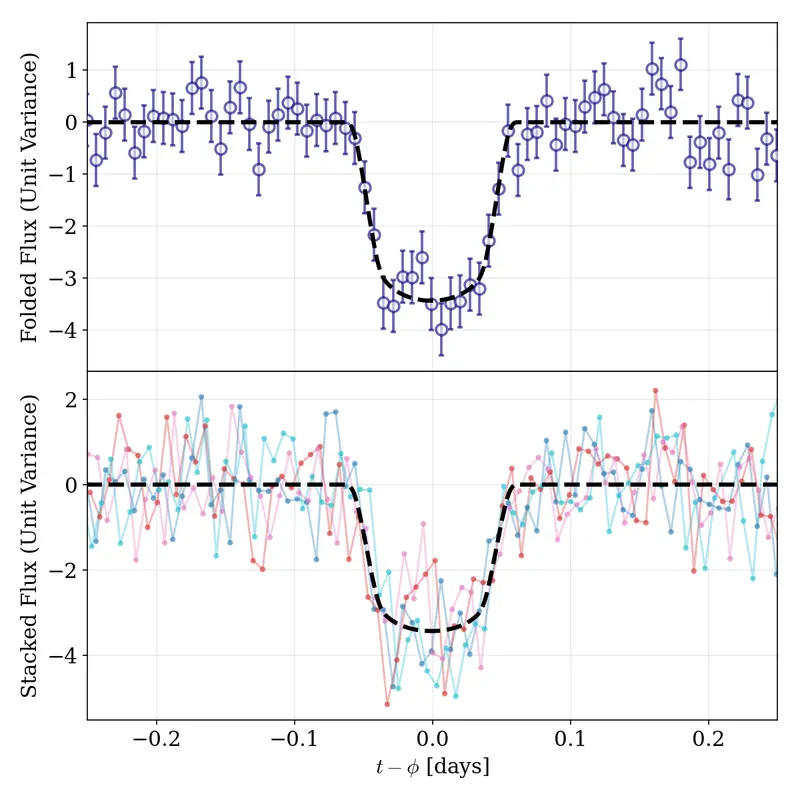 Folded Flux (Unit Variance)
1
0
−1
−2
−3
−4
Stacked Flux (Unit Variance)
2
0
−2
−4
−0.2 −0.1 0.0 0.1 0.2
t − ϕ [days]